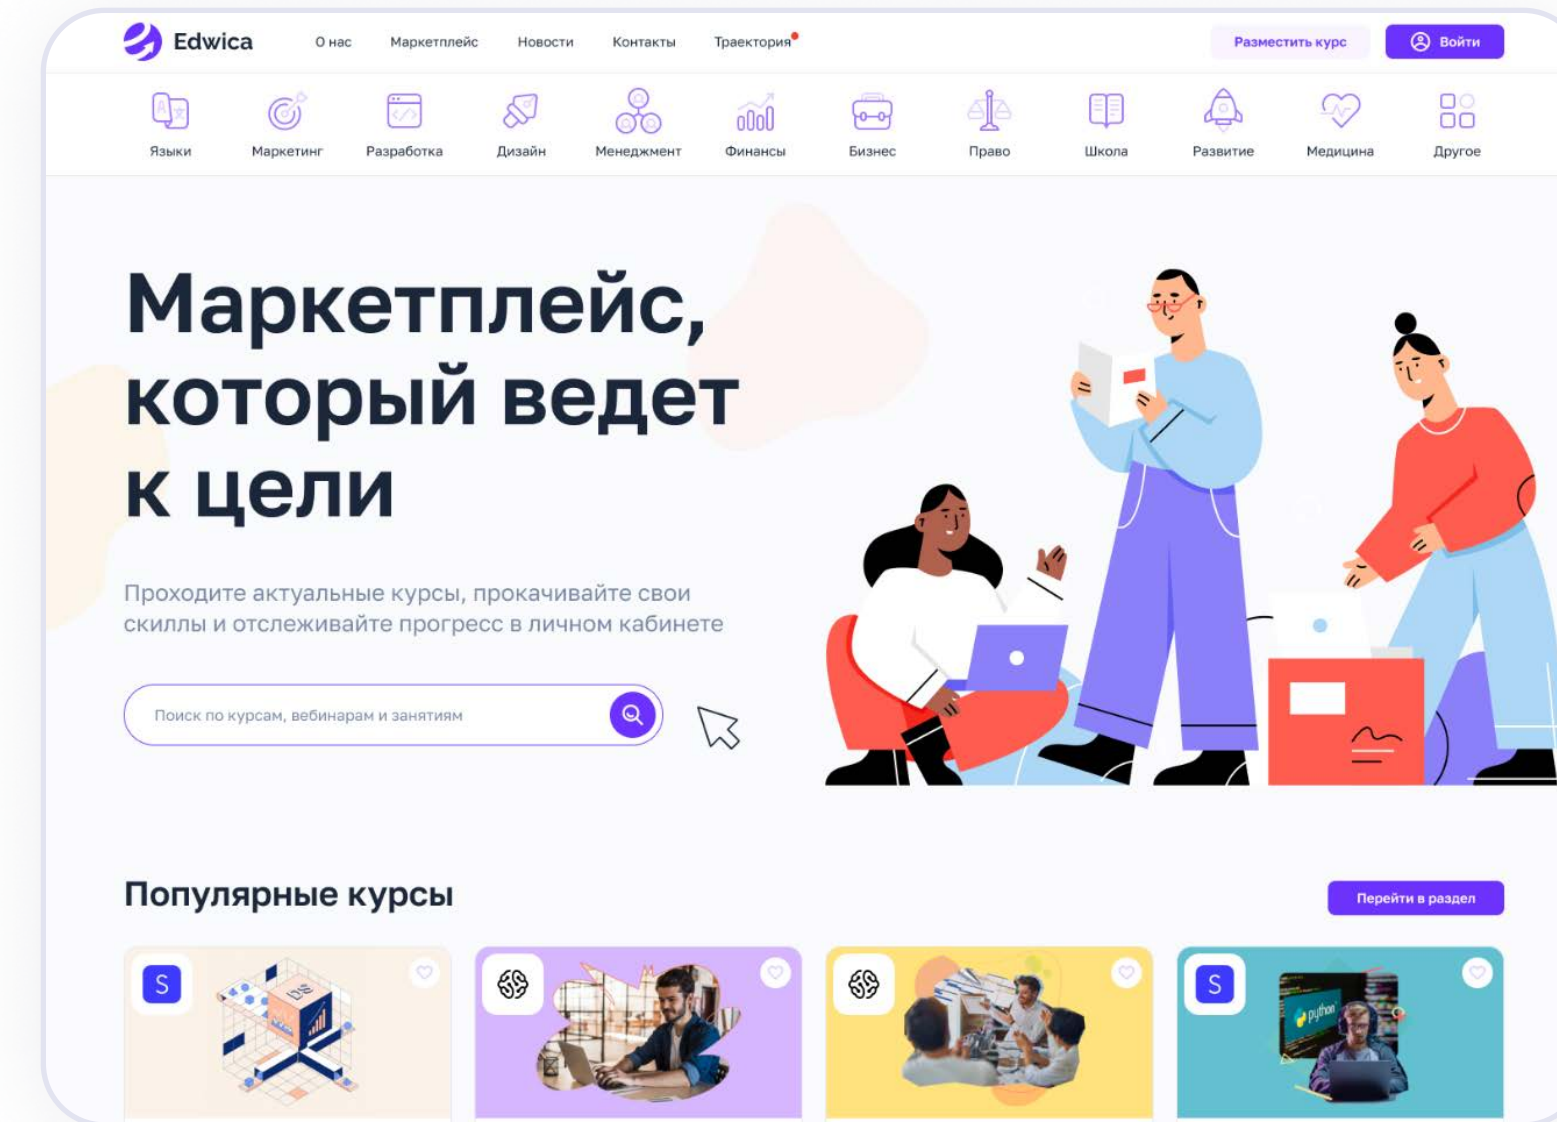 Edwica
О нас
Маркетплейс
Новости
Контакты
Траектория
Разместить курс
Войти
Языки
Маркетинг
Разработка
Дизайн
Менеджмент
Финансы
Бизнес
Право
Школа
Развитие
Медицина
Другое
Маркетплейс,
который ведет
к цели
Проходите актуальные курсы, прокачивайте свои
скиллы и отслеживайте прогресс в личном кабинете
Поиск по курсам, вебинарам и занятиям
Популярные курсы
Перейти в раздел
S
DS
S
python